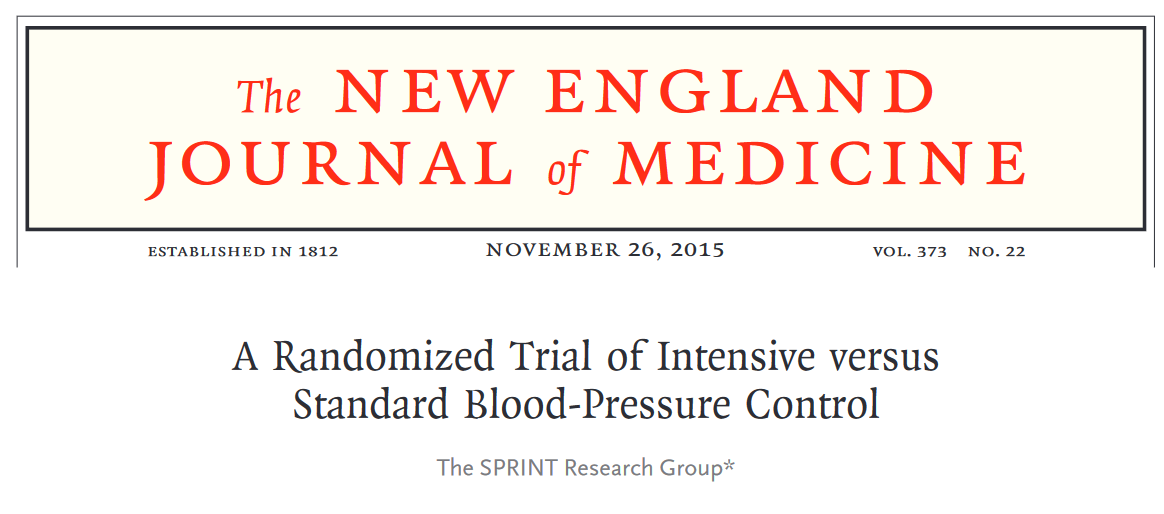 The NEW ENGLAND
JOURNAL of MEDICINE
ESTABLISHED IN 1812 NOVEMBER 26, 2015 VOL. 373 NO. 22
A Randomized Trial of Intensive versus
Standard Blood-Pressure Control
The SPRINT Research Group*